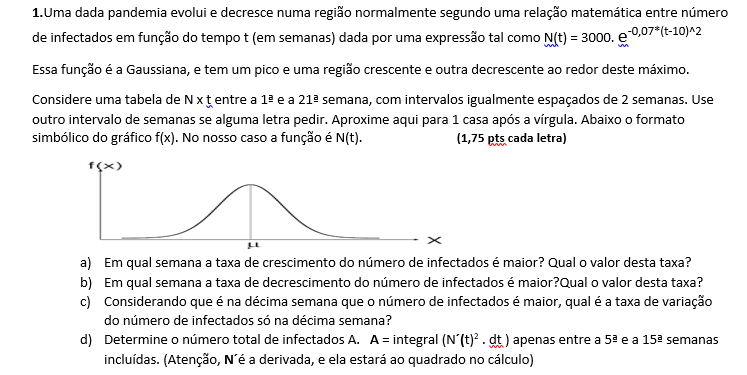 1.Uma dada pandemia evolui e decresce numa região normalmente segundo uma relação matemática entre número
de infectados em função do tempo t (em semanas) dada por uma expressão tal como N(t) = 3000. e-0,07*(t-10)^2
Essa função é a Gaussiana, e tem um pico e uma região crescente e outra decrescente ao redor deste máximo.
Considere uma tabela de N x t entre a 1ª e a 21ª semana, com intervalos igualmente espaçados de 2 semanas. Use
outro intervalo de semanas se alguma letra pedir. Aproxime aqui para 1 casa após a vírgula. Abaixo o formato
simbólico do gráfico f(x). No nosso caso a função é N(t). (1,75 pts cada letra)
f(x)
x
μ
a) Em qual semana a taxa de crescimento do número de infectados é maior? Qual o valor desta taxa?
b) Em qual semana a taxa de decrescimento do número de infectados é maior?Qual o valor desta taxa?
c) Considerando que é na décima semana que o número de infectados é maior, qual é a taxa de variação
do número de infectados só na décima semana?
d) Determine o número total de infectados A. A = integral (N´(t)² . dt ) apenas entre a 5ª e a 15ª semanas
incluídas. (Atenção, N´é a derivada, e ela estará ao quadrado no cálculo)